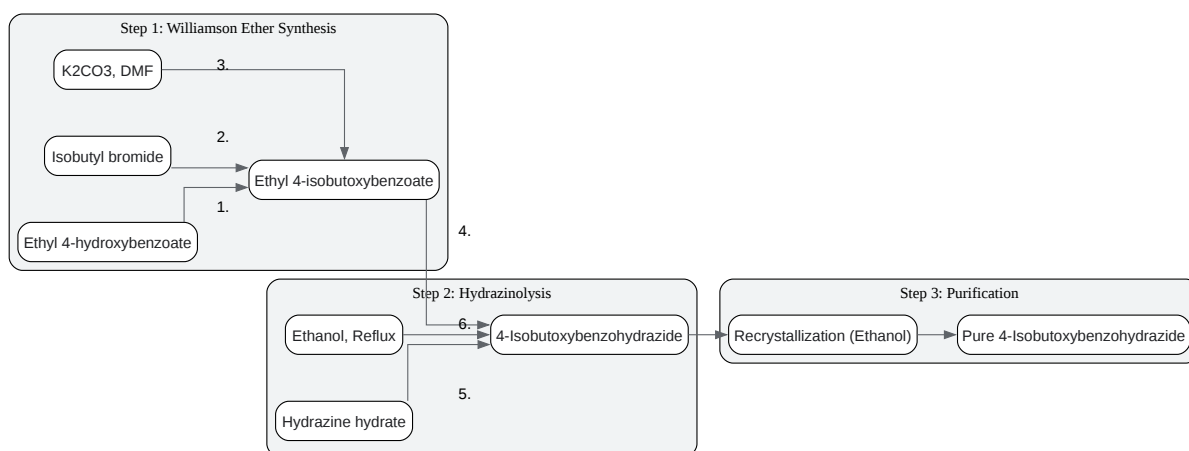 Step 1: Williamson Ether Synthesis
K2CO3, DMF
3.
2.
Isobutyl bromide
Ethyl 4-isobutoxybenzoate
1.
Ethyl 4-hydroxybenzoate
4.
Step 2: Hydrazinolysis
Ethanol, Reflux
6.
4-Isobutoxybenzohydrazide
5.
Hydrazine hydrate
Step 3: Purification
Recrystallization (Ethanol)
Pure 4-Isobutoxybenzohydrazide